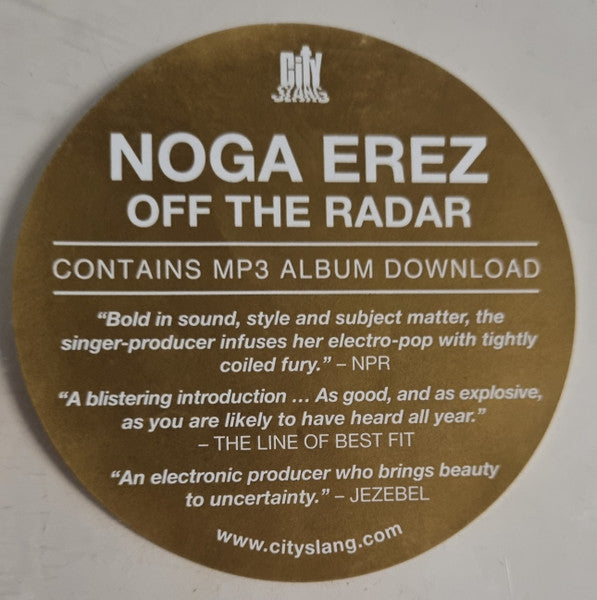 City
SLANG
NOGA EREZ
OFF THE RADAR
CONTAINS MP3 ALBUM DOWNLOAD
“Bold in sound, style and subject matter, the
singer-producer infuses her electro-pop with tightly
coiled fury.” – NPR
“A blistering introduction ... As good, and as explosive,
as you are likely to have heard all year.”
– THE LINE OF BEST FIT
“An electronic producer who brings beauty
to uncertainty.” – JEZEBEL
www.cityslang.com